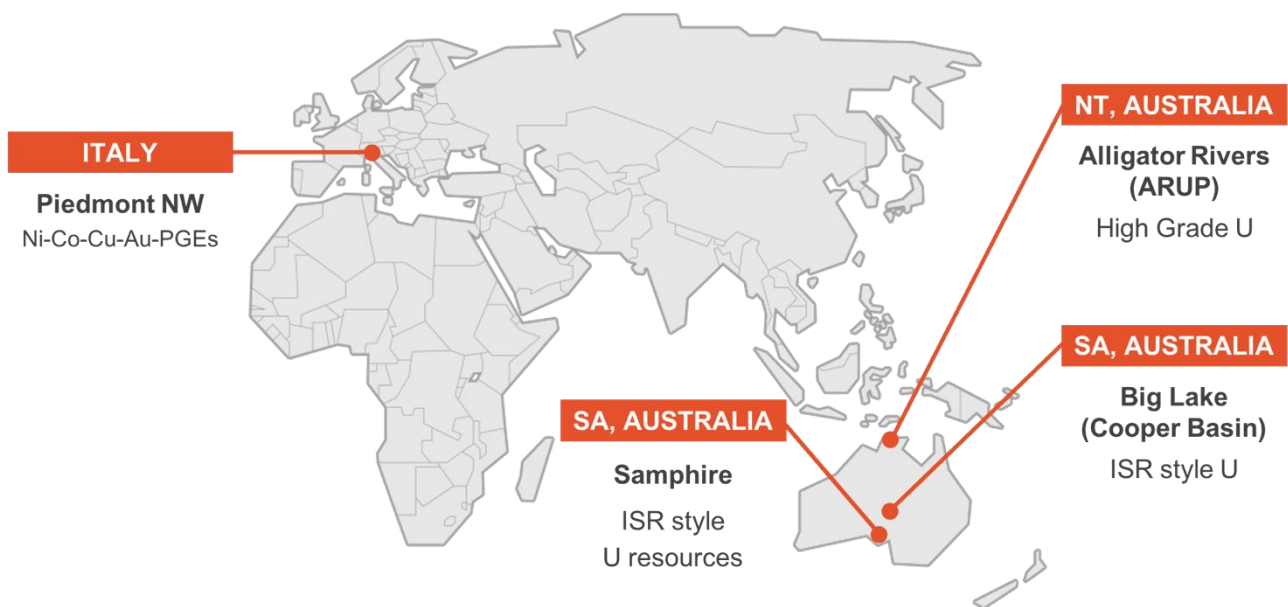 ITALY
Piedmont NW
Ni-Co-Cu-Au-PGEs
NT, AUSTRALIA
Alligator Rivers
(ARUP)
High Grade U
SA, AUSTRALIA
Big Lake
(Cooper Basin)
ISR style U
SA, AUSTRALIA
Samphire
ISR style
U resources